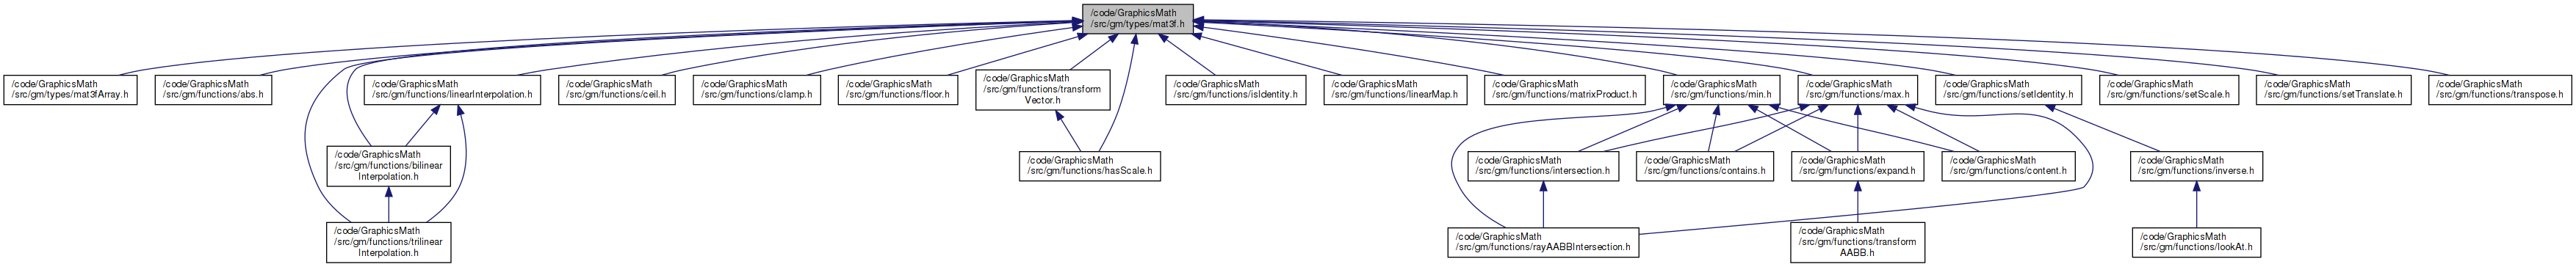 /code/GraphicsMath
/src/gm/types/mat3f.h
/code/GraphicsMath
/src/gm/types/mat3fArray.h
/code/GraphicsMath
/src/gm/functions/abs.h
/code/GraphicsMath
/src/gm/functions/linearInterpolation.h
/code/GraphicsMath
/src/gm/functions/ceil.h
/code/GraphicsMath
/src/gm/functions/clamp.h
/code/GraphicsMath
/src/gm/functions/floor.h
/code/GraphicsMath
/src/gm/functions/transform
Vector.h
/code/GraphicsMath
/src/gm/functions/isIdentity.h
/code/GraphicsMath
/src/gm/functions/linearMap.h
/code/GraphicsMath
/src/gm/functions/matrixProduct.h
/code/GraphicsMath
/src/gm/functions/min.h
/code/GraphicsMath
/src/gm/functions/max.h
/code/GraphicsMath
/src/gm/functions/setIdentity.h
/code/GraphicsMath
/src/gm/functions/setScale.h
/code/GraphicsMath
/src/gm/functions/setTranslate.h
/code/GraphicsMath
/src/gm/functions/transpose.h
/code/GraphicsMath
/src/gm/functions/bilinear
Interpolation.h
/code/GraphicsMath
/src/gm/functions/hasScale.h
/code/GraphicsMath
/src/gm/functions/intersection.h
/code/GraphicsMath
/src/gm/functions/contains.h
/code/GraphicsMath
/src/gm/functions/expand.h
/code/GraphicsMath
/src/gm/functions/content.h
/code/GraphicsMath
/src/gm/functions/inverse.h
/code/GraphicsMath
/src/gm/functions/trilinear
Interpolation.h
/code/GraphicsMath
/src/gm/functions/rayAABBIntersection.h
/code/GraphicsMath
/src/gm/functions/transform
AABB.h
/code/GraphicsMath
/src/gm/functions/lookAt.h